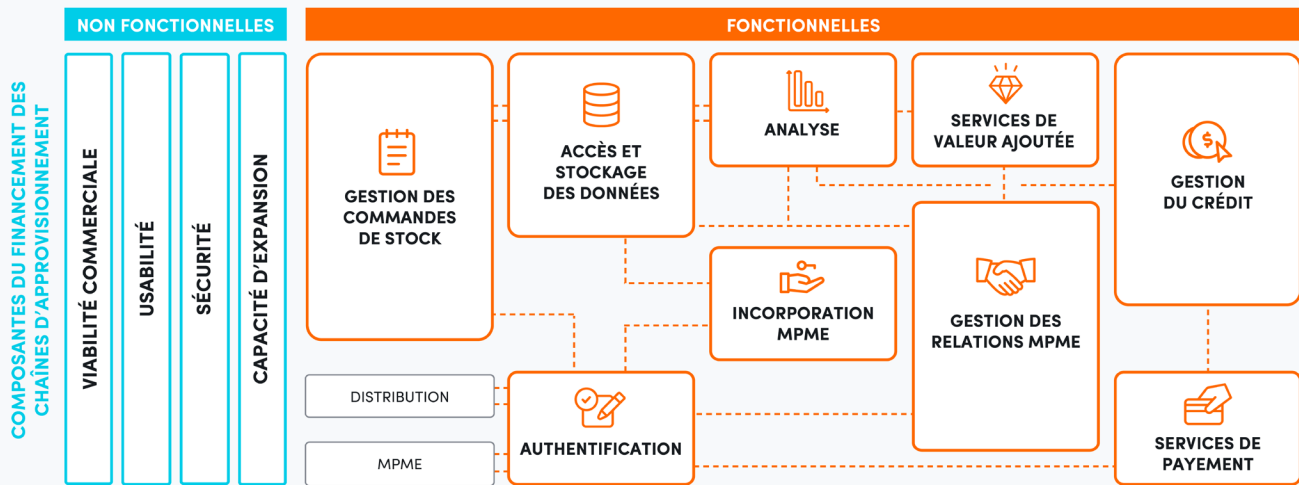 NON FONCTIONNELLES
FONCTIONNELLES
COMPOSANTES DU FINANCEMENT DES
CHAÎNES D'APPROVISIONNEMENT
VIABILITÉ COMMERCIALE
USABILITÉ
SÉCURITÉ
CAPACITÉ D'EXPANSION
GESTION DES
COMMANDES
DE STOCK
ACCÈS ET
STOCKAGE
DES DONNÉES
ANALYSE
SERVICES DE
VALEUR AJOUTÉE
GESTION
DU CRÉDIT
INCORPORATION
MPME
GESTION DES
RELATIONS MPME
DISTRIBUTION
MPME
AUTHENTIFICATION
SERVICES DE
PAYEMENT